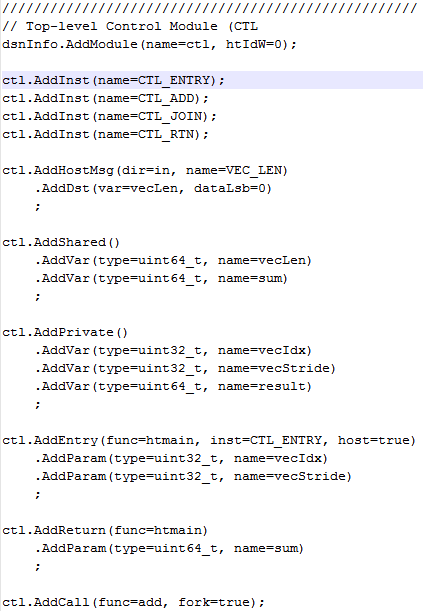 ////////////////////////////////////////////////////
// Top-level Control Module (CTL
dsnInfo.AddModule(name=ctl, htIdW=0);
ctl.AddInst(name=CTL_ENTRY);
ctl.AddInst(name=CTL_ADD);
ctl.AddInst(name=CTL_JOIN);
ctl.AddInst(name=CTL_RTN);
ctl.AddHostMsg(dir=in, name=VEC_LEN)
.AddDst(var=vecLen, dataLsb=0)
;
ctl.AddShared()
.AddVar(type=uint64_t, name=vecLen)
.AddVar(type=uint64_t, name=sum)
;
ctl.AddPrivate()
.AddVar(type=uint32_t, name=vecIdx)
.AddVar(type=uint32_t, name=vecStride)
.AddVar(type=uint64_t, name=result)
;
ctl.AddEntry(func=htmain, inst=CTL_ENTRY, host=true)
.AddParam(type=uint32_t, name=vecIdx)
.AddParam(type=uint32_t, name=vecStride)
;
ctl.AddReturn(func=htmain)
.AddParam(type=uint64_t, name=sum)
;
ctl.AddCall(func=add, fork=true);